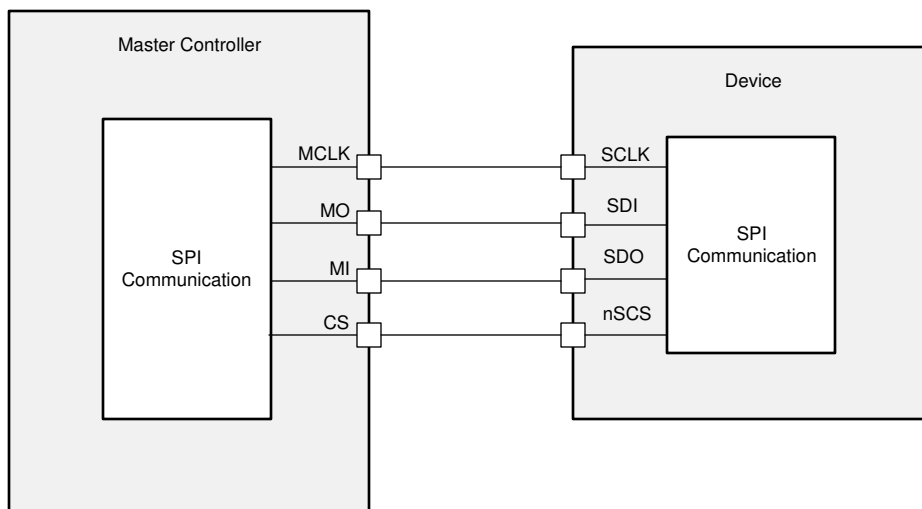 Master Controller
Device
MCLK
SCLK
MO
SDI
SPI
Communication
MI
SDO
SPI
Communication
CS
nSCS